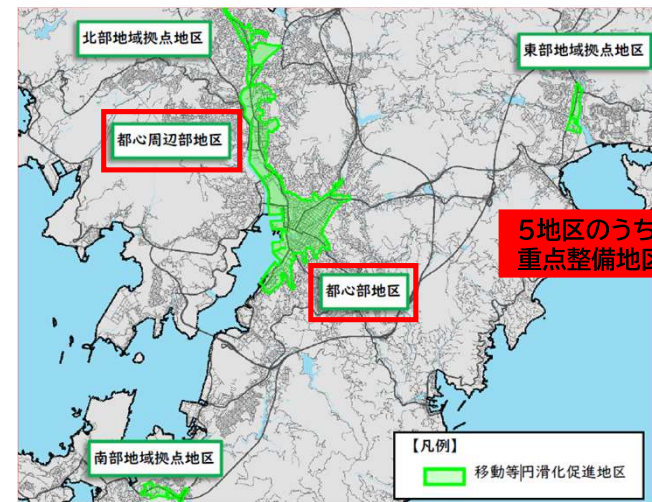 北部地域拠点地区
東部地域拠点地区
都心周辺部地区
5地区のうち
重点整備地区
都心部地区
南部地域拠点地区
【凡例】
移動等円滑化促進地区